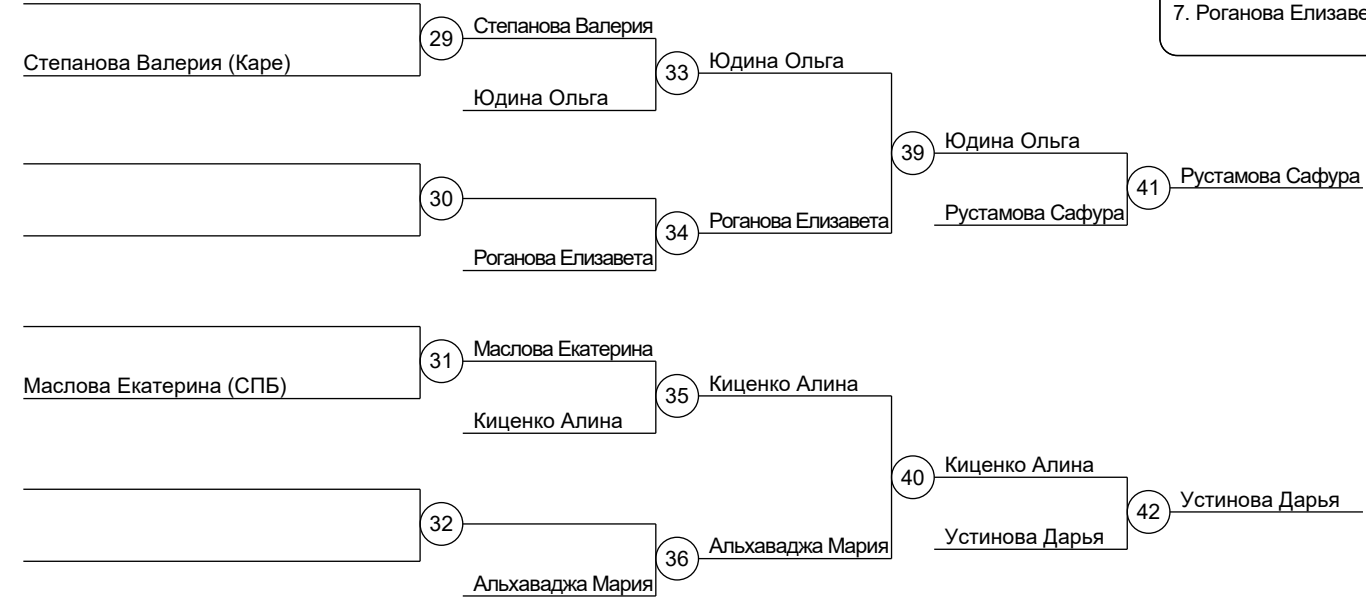 7. Роганова
29
Степанова Валерия
Степанова Валерия (Каре)
33
Юдина Ольга
Юдина Ольга
39
Юдина Ольга
41
Рустамова Сафура
30
Рустамова Сафура
34
Роганова Елизавета
Роганова Елизавета
31
Маслова Екатерина
Маслова Екатерина (СПБ)
35
Киценко Алина
Киценко Алина
40
Киценко Алина
42
Устинова Дарья
32
Устинова Дарья
36
Альхаваджа Мария
Альхаваджа Мария